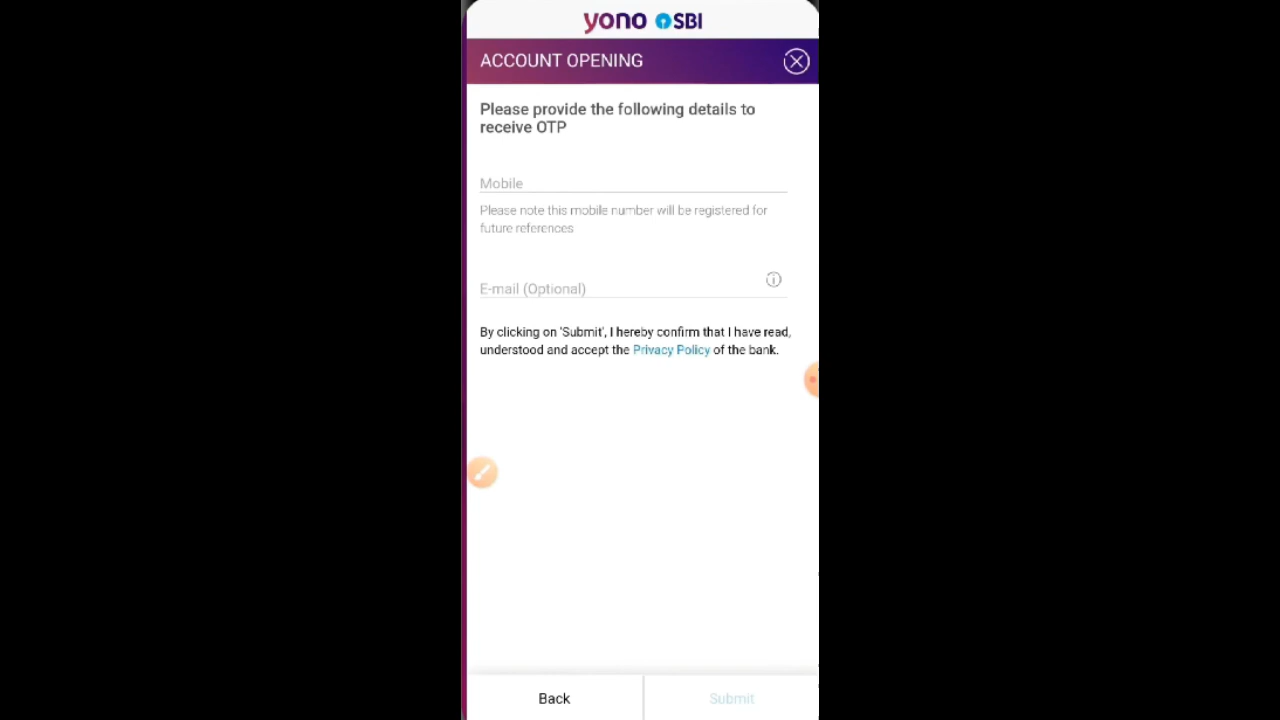 yono SBI
ACCOUNT OPENING
Please provide the following details to
receive OTP
Mobile
Please note this mobile number will be registered for
future references
E-mail (Optional)
By clicking on 'Submit', I hereby confirm that I have read,
understood and accept the Privacy Policy of the bank.
Back
Submit